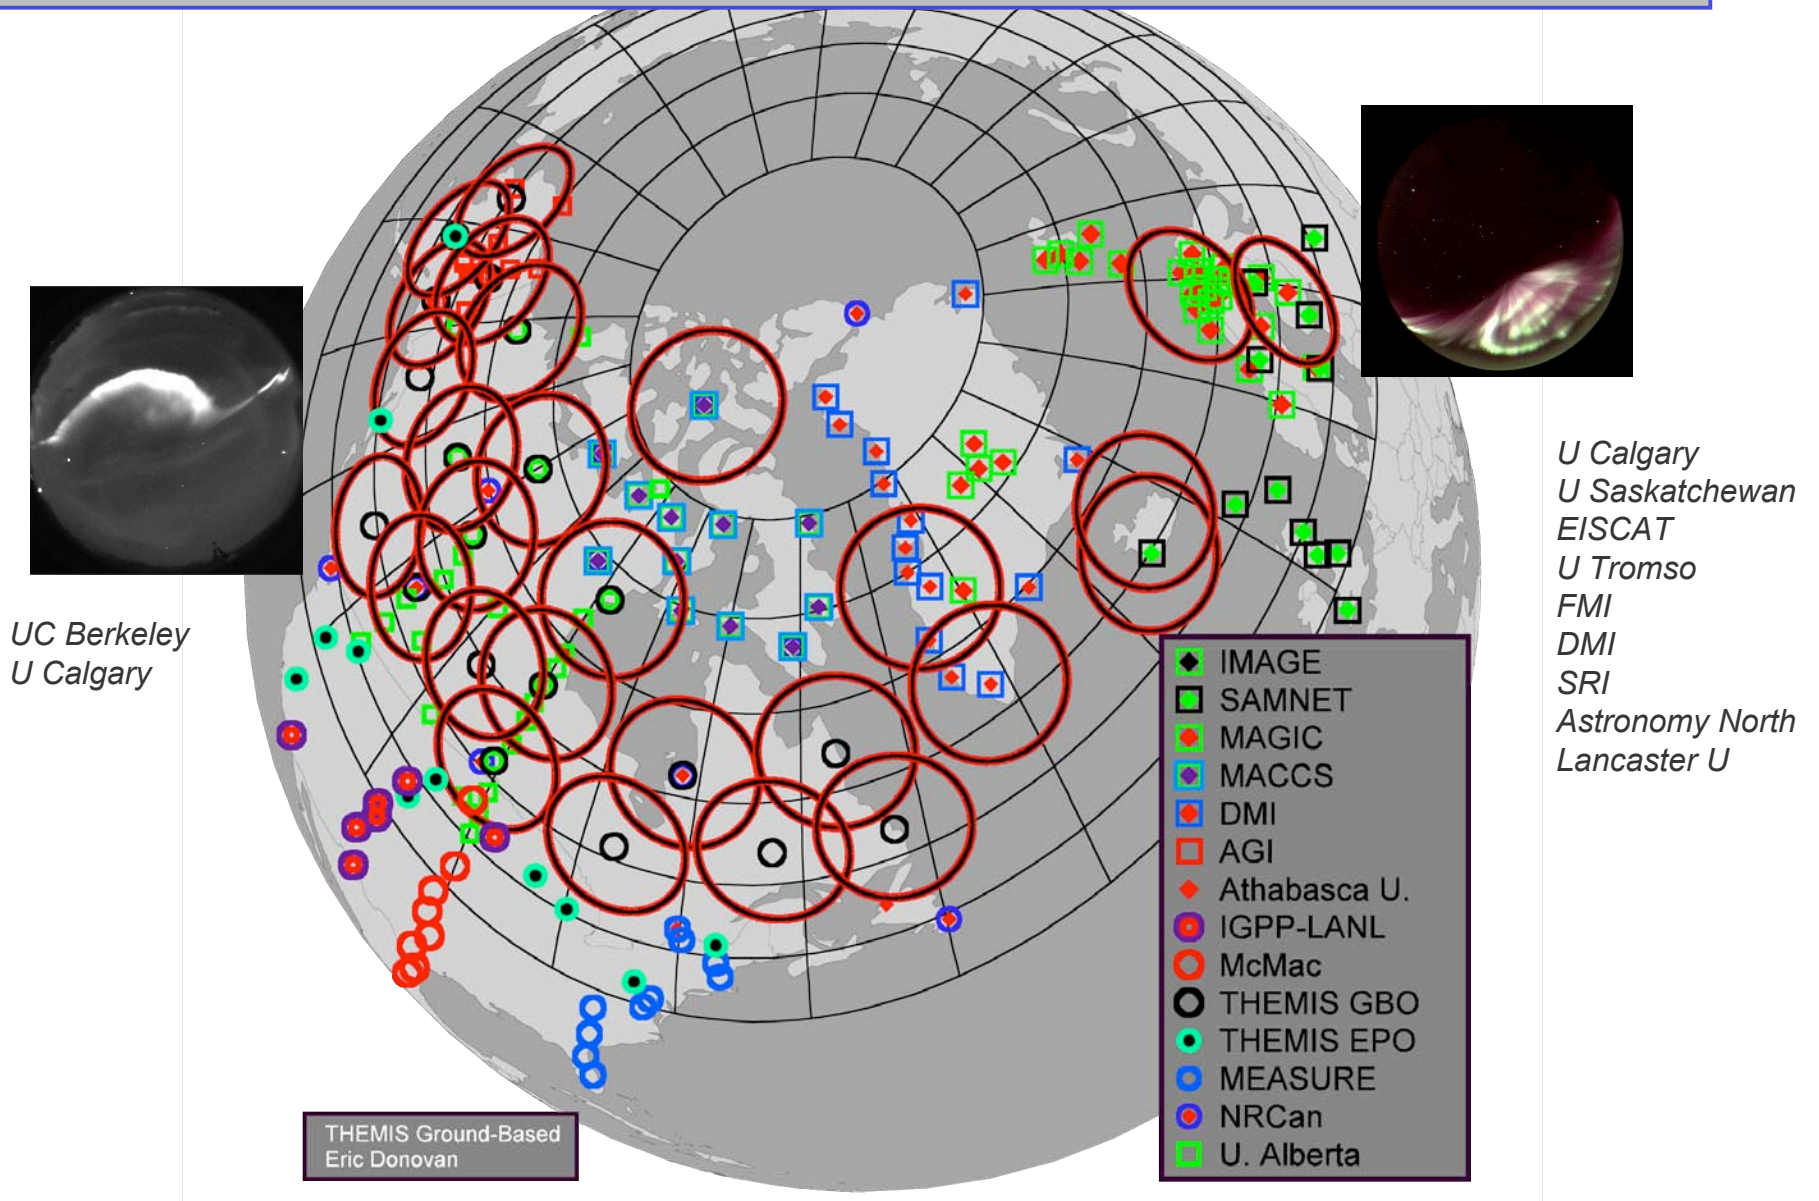 UC Berkeley
U Calgary
U Calgary
U Saskatchewan
EISCAT
U Tromso
FMI
DMI
SRI
Astronomy North
Lancaster U
IMAGE
SAMNET
MAGIC
MACCS
DMI
AGI
Athabasca U.
IGPP-LANL
McMac
THEMIS GBO
THEMIS EPO
MEASURE
NRCan
U. Alberta
THEMIS Ground-Based
Eric Donovan